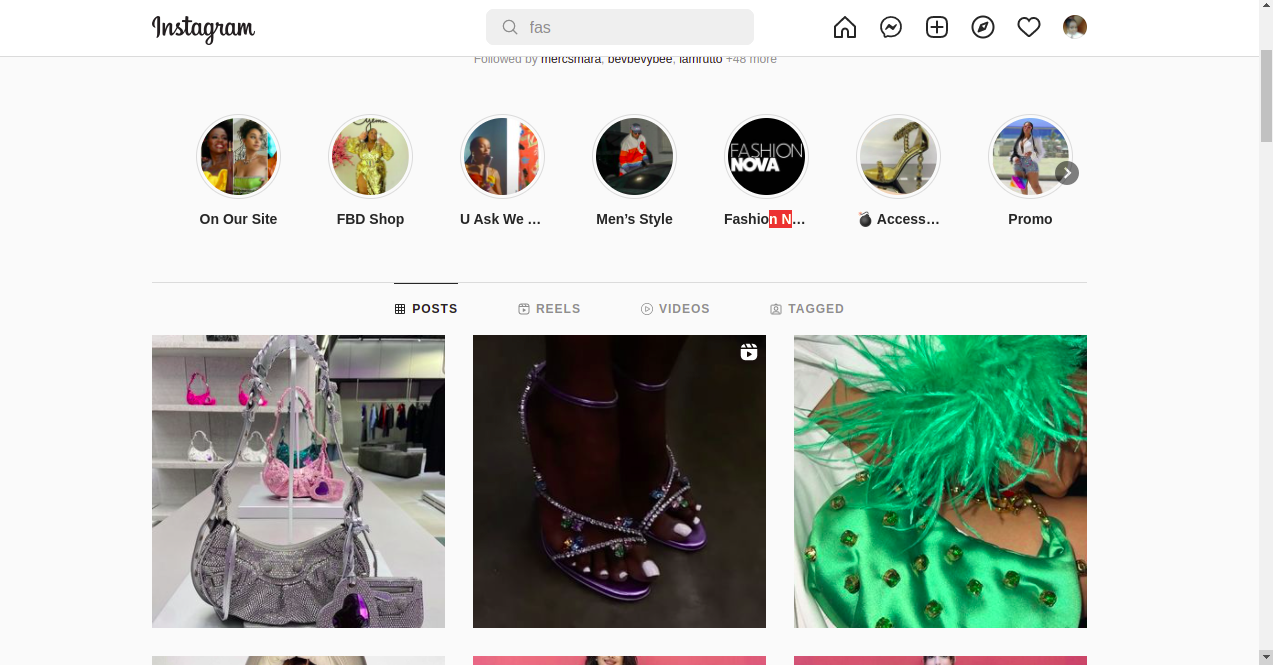 Instagram
fas
Followed by mercsmara, bevbevybee, iamrutto +48 more
FASHION
NOVA
On Our Site
FBD Shop
U Ask We ...
Men’s Style
Fashion N...
💣 Access...
Promo
POSTS
REELS
VIDEOS
TAGGED